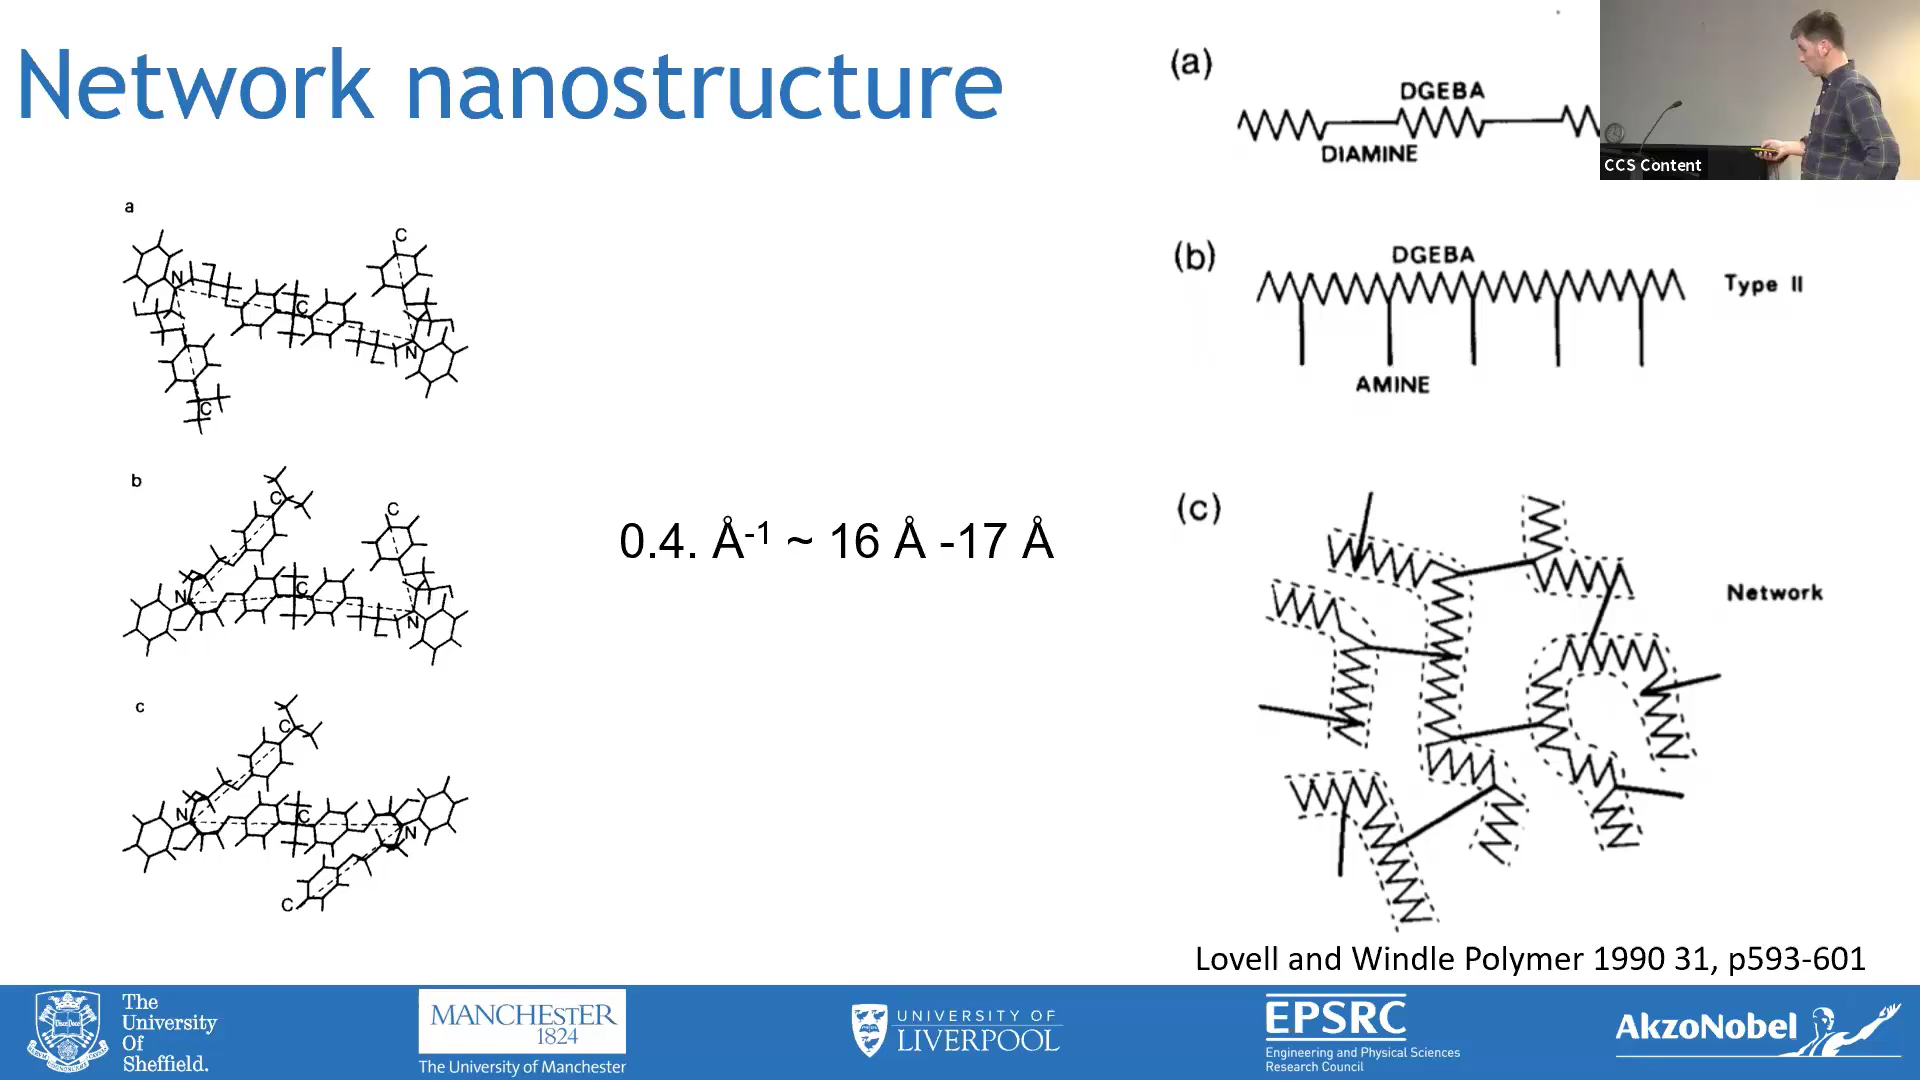 Network nanostructure
a
N
C
C
N
C
b
C
C
N
C
N
c
C
N
C
N
C
0.4. Å-1 ~ 16 Å -17 Å
(a)
DGEBA
DIAMINE
(b)
DGEBA
Type II
AMINE
(c)
Network
Lovell and Windle Polymer 1990 31, p593-601
CCS Content
The
University
Of
Sheffield.
MANCHESTER
1824
The University of Manchester
UNIVERSITY OF
LIVERPOOL
EPSRC
Engineering and Physical Sciences
Research Council
AkzoNobel